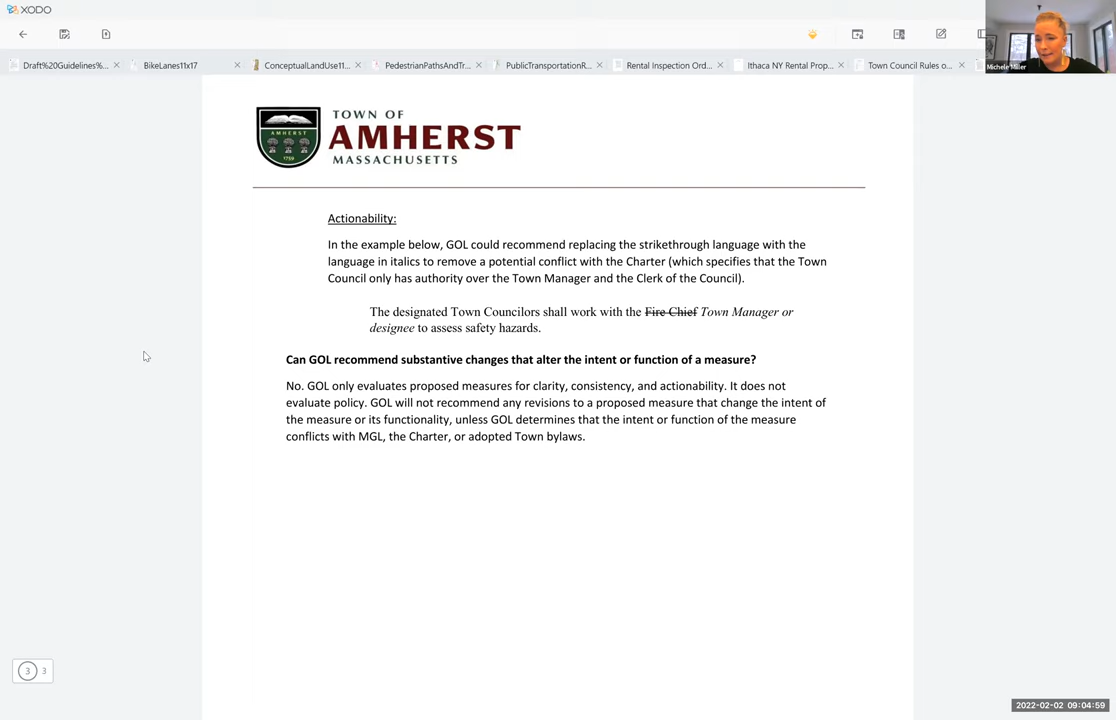 XODO
Draft%20Guidelines%... × BikeLanes11x17 × ConceptualLandUse11... × PedestrianPathsAndTr... × PublicTransportationR... × Rental Inspection Ord... × Ithaca NY Rental Prop... × Town Council Rules o... ×
Michele Miller
AMHERST
1759
TOWN OF
AMHERST
MASSACHUSETTS
Actionability:
In the example below, GOL could recommend replacing the strikethrough language with the
language in italics to remove a potential conflict with the Charter (which specifies that the Town
Council only has authority over the Town Manager and the Clerk of the Council).
The designated Town Councilors shall work with the Fire Chief Town Manager or
designee to assess safety hazards.
Can GOL recommend substantive changes that alter the intent or function of a measure?
No. GOL only evaluates proposed measures for clarity, consistency, and actionability. It does not
evaluate policy. GOL will not recommend any revisions to a proposed measure that change the intent of
the measure or its functionality, unless GOL determines that the intent or function of the measure
conflicts with MGL, the Charter, or adopted Town bylaws.
3 3
2022-02-02 09:04:59